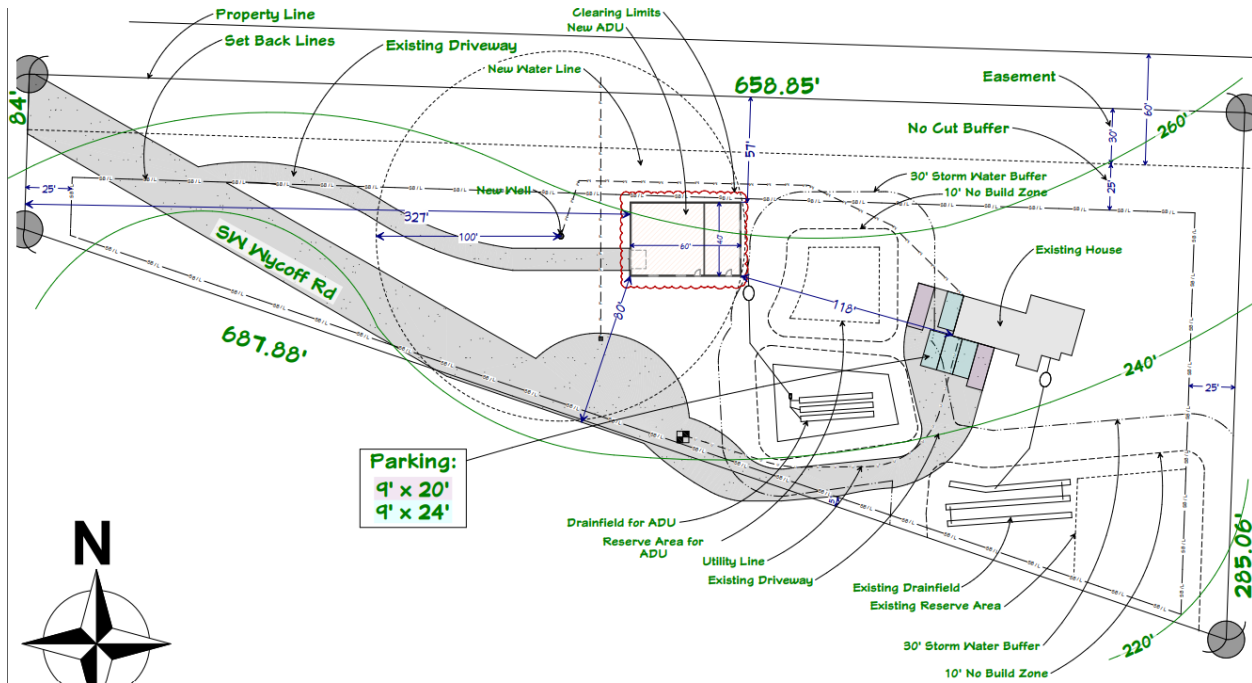 Property Line
Clearing Limits
New ADU
Set Back Lines
Existing Driveway
New Water Line
658.85'
Easement
60'
84'
No Cut Buffer
30'
260'
57'
30' Storm Water Buffer
25'
10' No Build Zone
25'
New Well
327'
100'
60'
40'
Existing House
SW Wycoff Rd
80'
118'
687.88'
240'
25'
Parking:
9' x 20'
9' x 24'
5'
Drainfield for ADU
Reserve Area for
ADU
Utility Line
Existing Driveway
Existing Drainfield
Existing Reserve Area
285.06'
30' Storm Water Buffer
220'
10' No Build Zone
N
SB/L